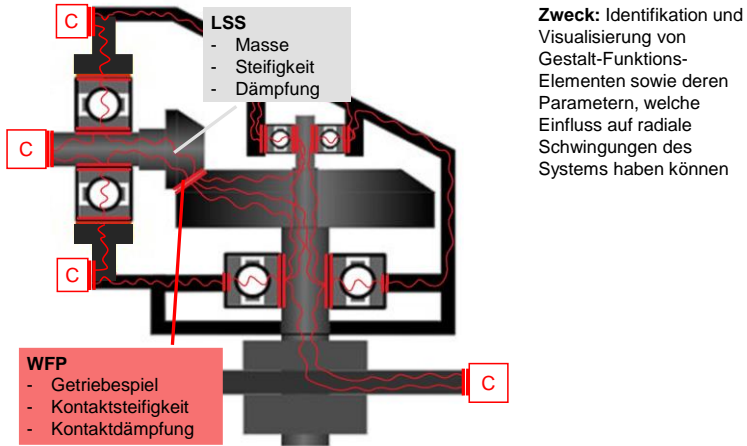 C
LSS
- Masse
- Steifigkeit
- Dämpfung
C
C
WFP
- Getriebespiel
- Kontaktsteifigkeit
- Kontaktdämpfung
C
Zweck: Identifikation und
Visualisierung von
Gestalt-Funktions-
Elementen sowie deren
Parametern, welche
Einfluss auf radiale
Schwingungen des
Systems haben können